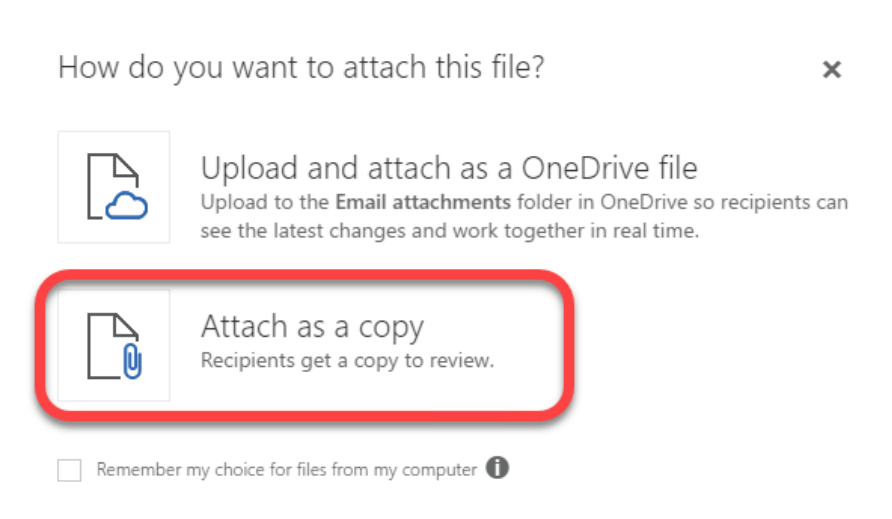 How do you want to attach this file?
Upload and attach as a OneDrive file
Upload to the Email attachments folder in OneDrive so recipients can
see the latest changes and work together in real time.
Attach as a copy
Recipients get a copy to review.
Remember my choice for files from my computer